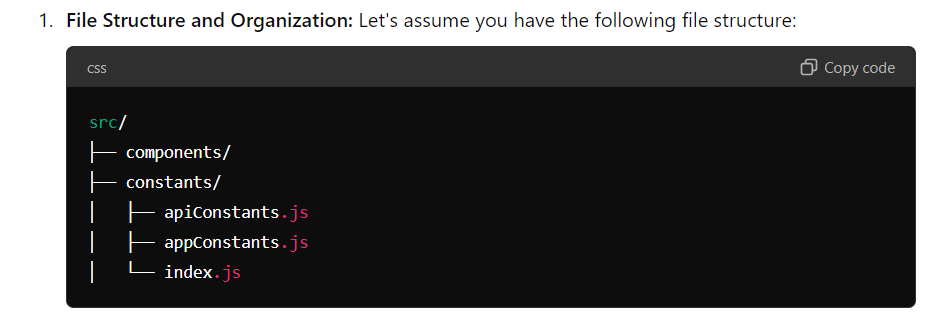 1. File Structure and Organization: Let's assume you have the following file structure:
css
Copy code
src/
├── components/
├── constants/
│   ├── apiConstants.js
│   ├── appConstants.js
│   └── index.js